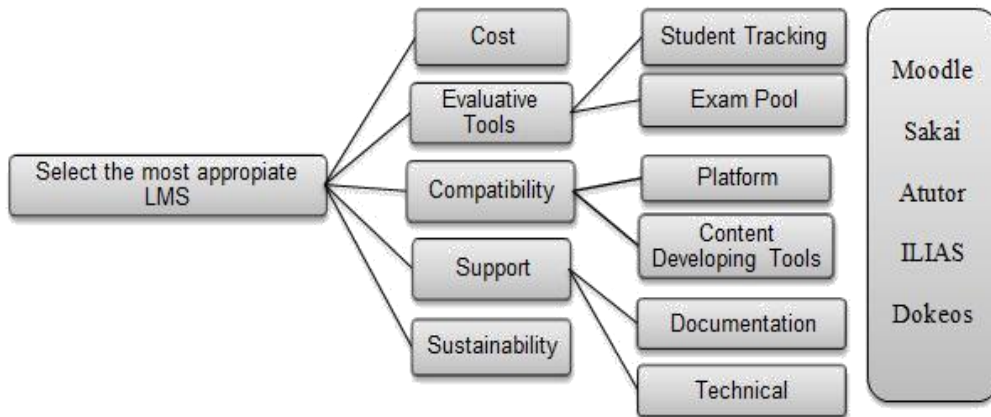 Select the most appropiate
LMS
Cost
Evaluative
Tools
Compatibility
Support
Sustainability
Student Tracking
Exam Pool
Platform
Content
Developing Tools
Documentation
Technical
Moodle
Sakai
Atutor
ILIAS
Dokeos